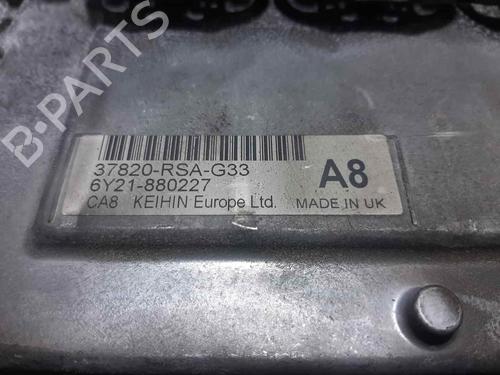 B-PARTS
37820-RSA-G33
6Y21-880227
A8
CA8 KEIHIN Europe Ltd. MADE IN UK